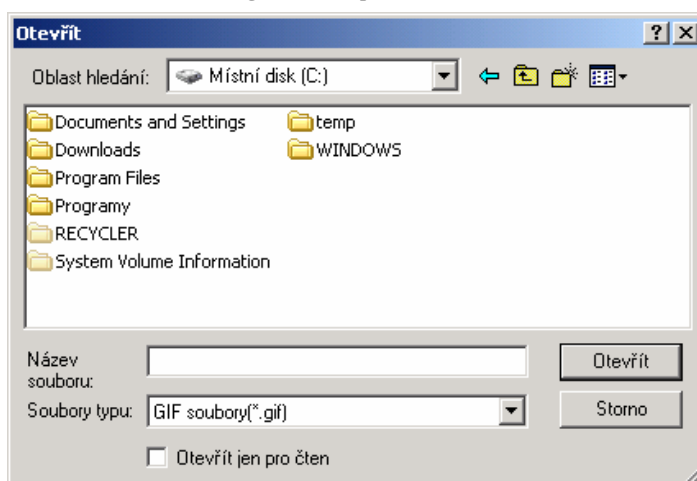 Otevřít
Oblast hledání: Místní disk (C:)
Documents and Settings
Downloads
Program Files
Programy
RECYCLER
System Volume Information
temp
WINDOWS
Název
souboru:
Otevřít
Soubory typu: GIF soubory(*.gif)
Storno
Otevřít jen pro čten